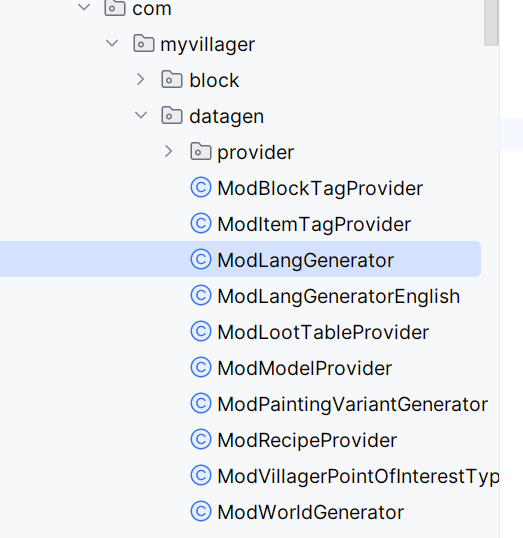 com
myvillager
block
datagen
provider
ModBlockTagProvider
ModItemTagProvider
ModLangGenerator
ModLangGeneratorEnglish
ModLootTableProvider
ModModelProvider
ModPaintingVariantGenerator
ModRecipeProvider
ModVillagerPointOfInterestTyp
ModWorldGenerator